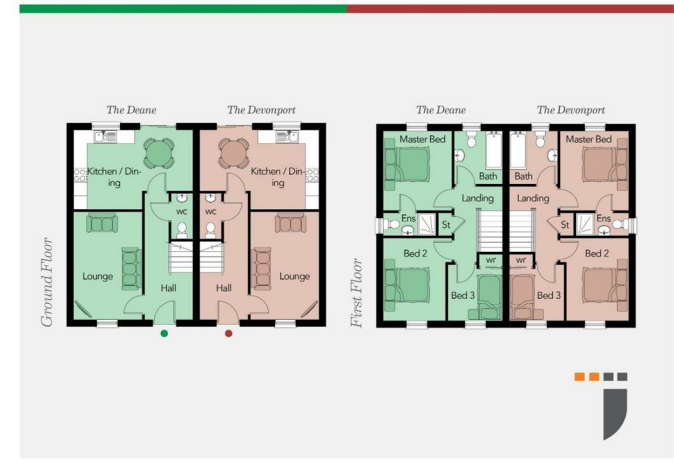 The Deane
The Devonport
Kitchen / Din-
ing
Kitchen / Din-
ing
wc
wc
Lounge
Hall
Hall
Lounge
Ground Floor
The Deane
The Devonport
Master Bed
Bath
Bath
Master Bed
Landing
Landing
Ens
St
St
Ens
Bed 2
wr
wr
Bed 2
Bed 3
Bed 3
First Floor